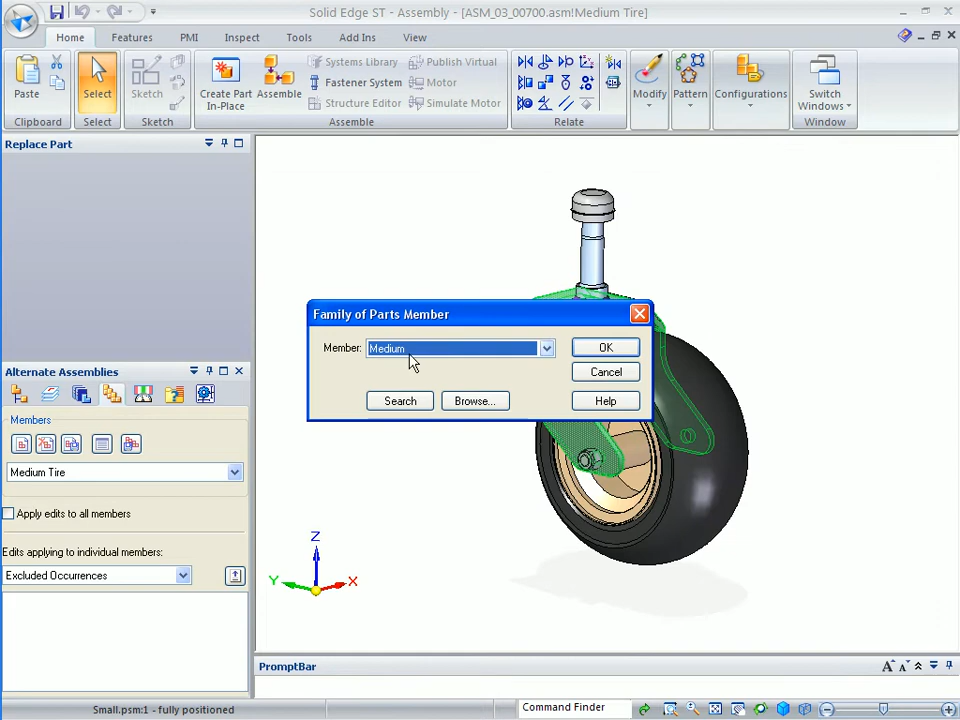 Solid Edge ST - Assembly - [ASM_03_00700.asm!Medium Tire]
Home Features PMI Inspect Tools Add Ins View
Paste
Select
Sketch
Create Part In-Place
Assemble
Systems Library
Fastener System
Structure Editor
Publish Virtual
Motor
Simulate Motor
Modify
Pattern
Configurations
Switch Windows
Clipboard Select Sketch Assemble Relate Window
Replace Part
Family of Parts Member
Member: Medium OK
Cancel
Search Browse... Help
Alternate Assemblies
Members
Medium Tire
Apply edits to all members
Edits applying to individual members:
Excluded Occurrences
Z
Y
X
PromptBar
A A
Small.psm:1 - fully positioned
Command Finder